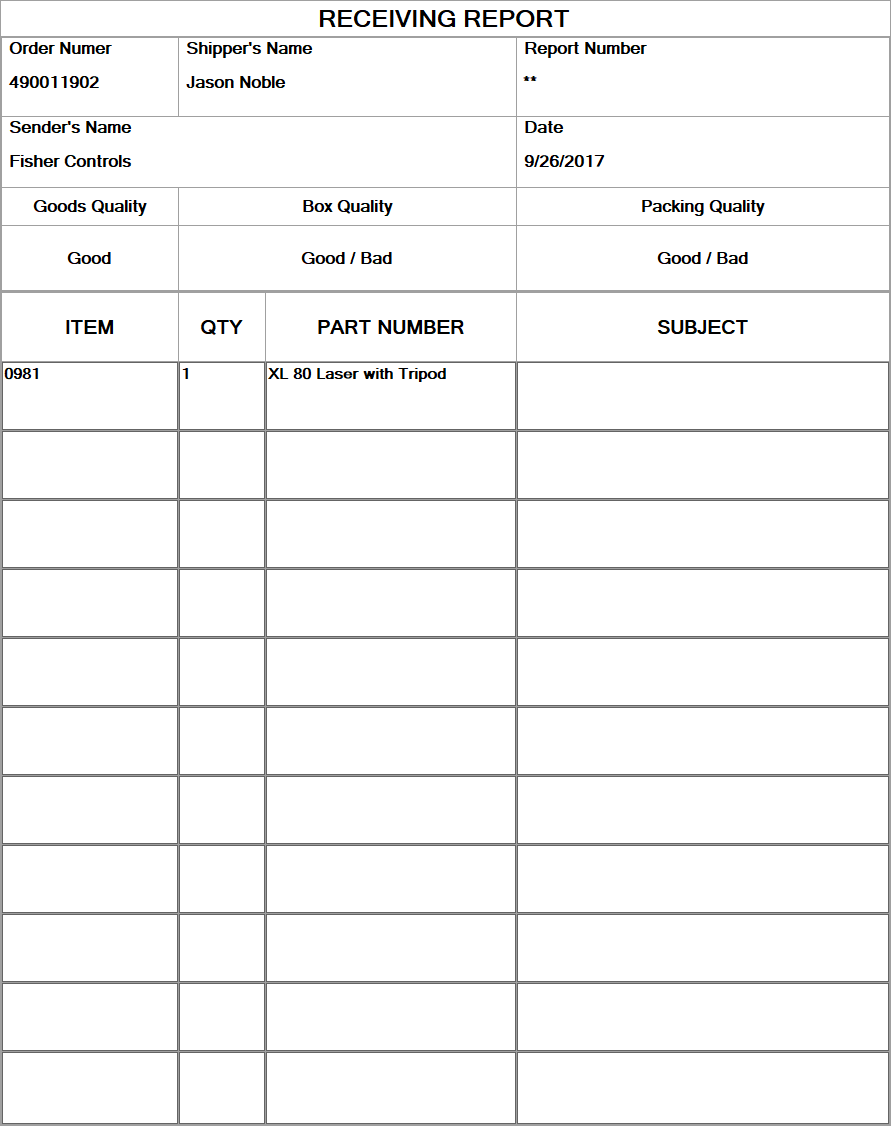 RECEIVING REPORT
Order Numer
490011902
Shipper's Name
Jason Noble
Report Number
**
Sender's Name
Fisher Controls
Date
9/26/2017
Goods Quality
Box Quality
Packing Quality
Good
Good / Bad
Good / Bad
ITEM
QTY
PART NUMBER
SUBJECT
0981
1
XL 80 Laser with Tripod